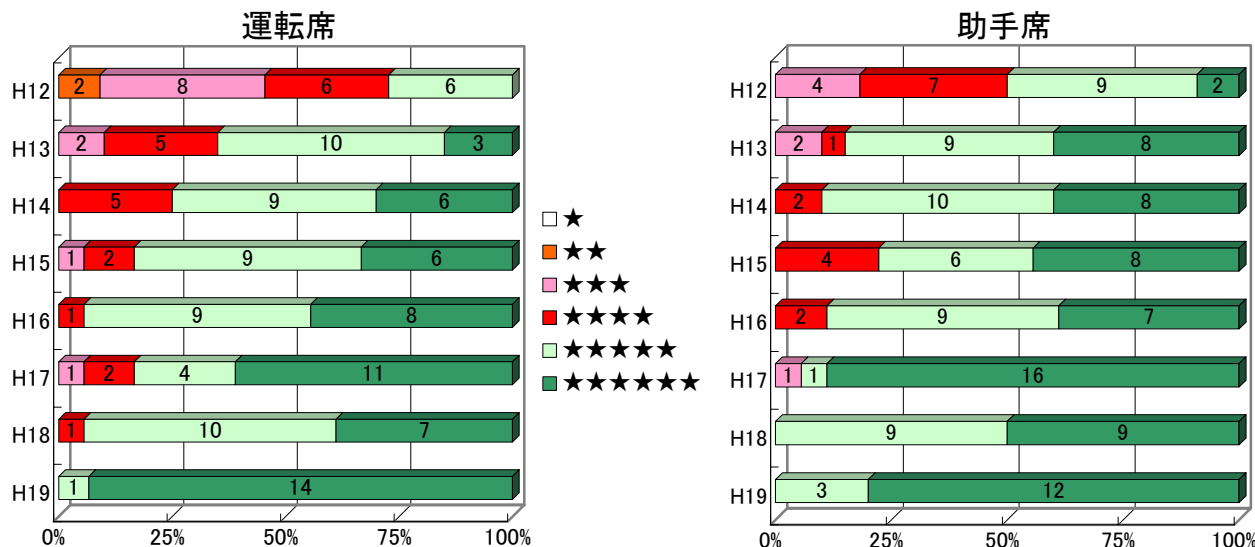 運転席
H12 2 8 6 6
H13 2 5 10 3
H14 5 9 6
H15 1 2 9 6
H16 1 9 8
H17 1 2 4 11
H18 1 10 7
H19 1 14
0% 25% 50% 75% 100%
★
★★
★★★
★★★★
★★★★★
★★★★★★
助手席
H12 4 7 9 2
H13 2 1 9 8
H14 2 10 8
H15 4 6 8
H16 2 9 7
H17 1 1 16
H18 9 9
H19 3 12
0% 25% 50% 75% 100%